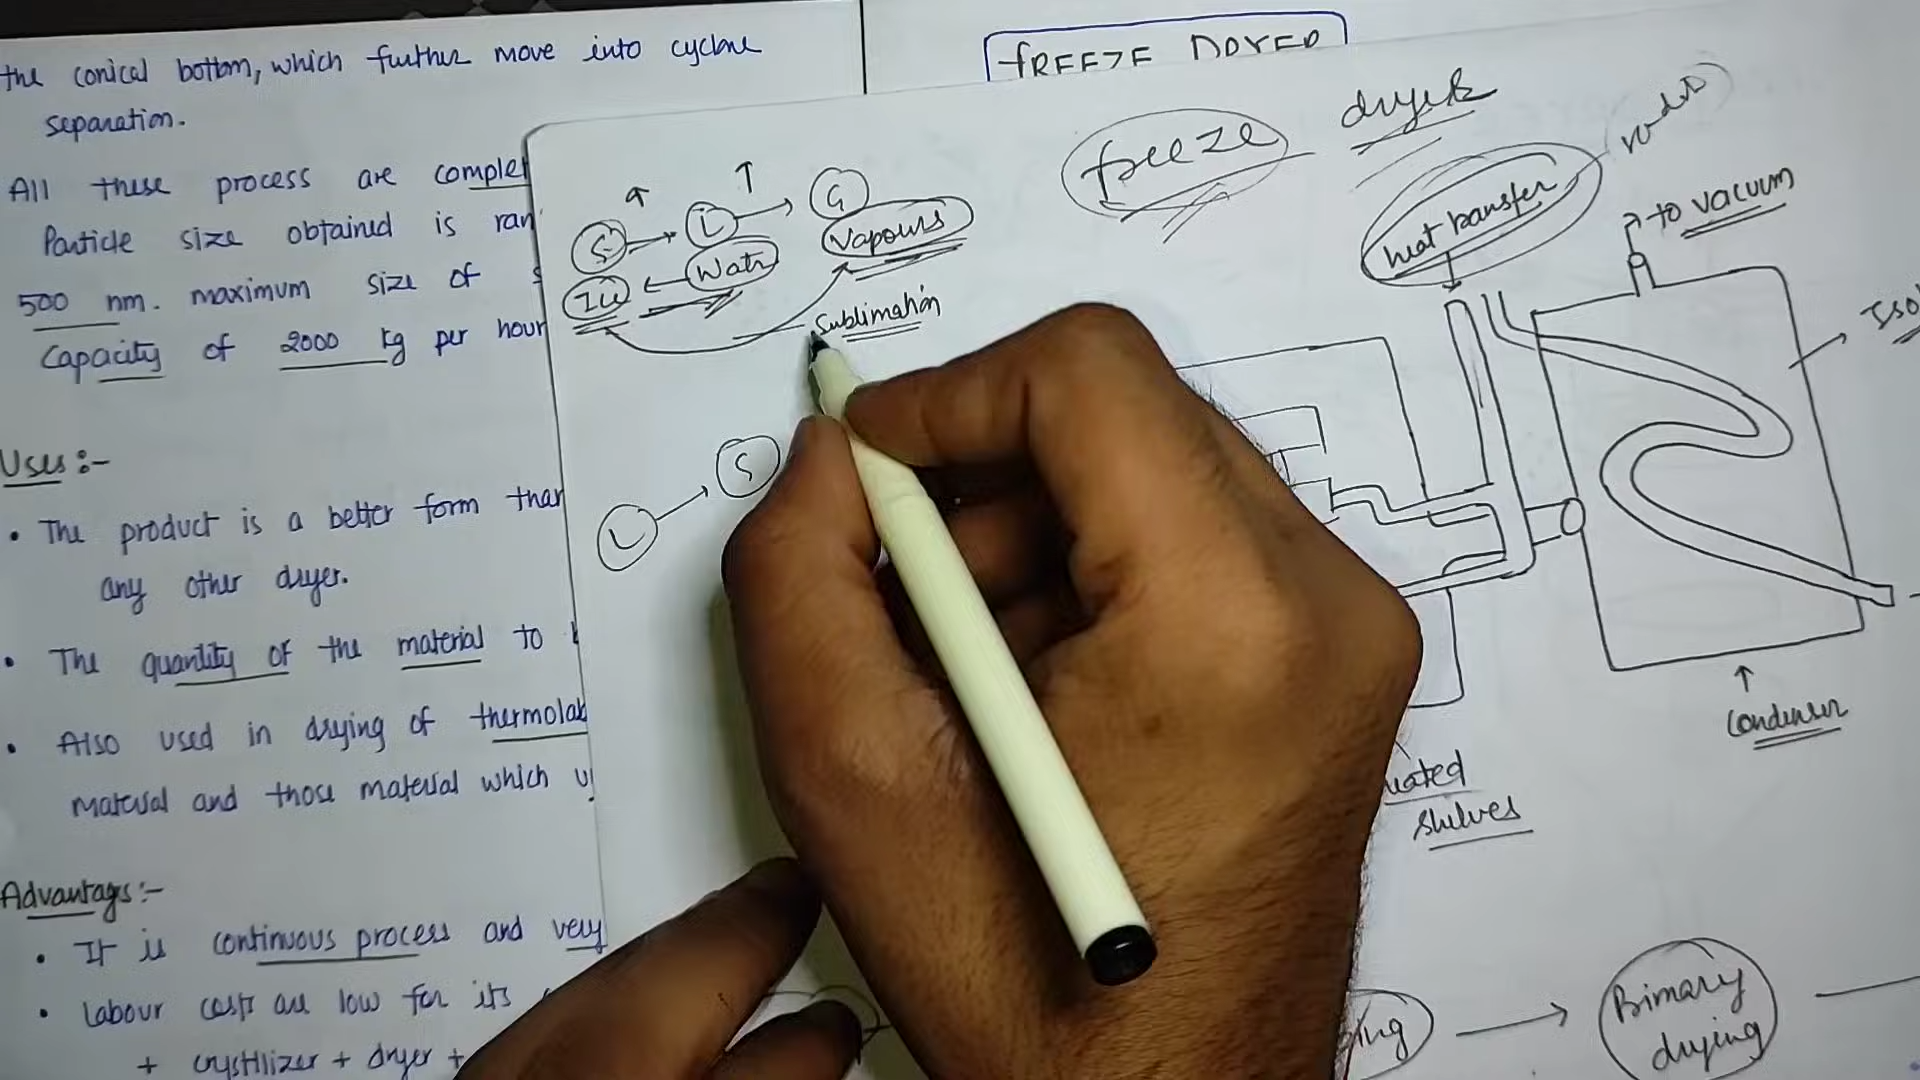 the conical bottom, which further move into cyclone
separation.
All these process are
Particle size obtained is
500 nm. maximum size of
Capacity of 2000 kg per hour
Uses :-
• The product is a better form than
any other dryer.
• The quantity of the material to
• Also used in drying of
material and those material which
Advantages :-
• It is continuous process and very
• Labour costs are low for its
+ crystilizer + dryer +
FREEZE DRYER
freeze dryer
S → L → G
Ice ← Water Vapours
Sublimation
L → S
heat transfer
to vacuum
Condenser
shelves
Primary
drying